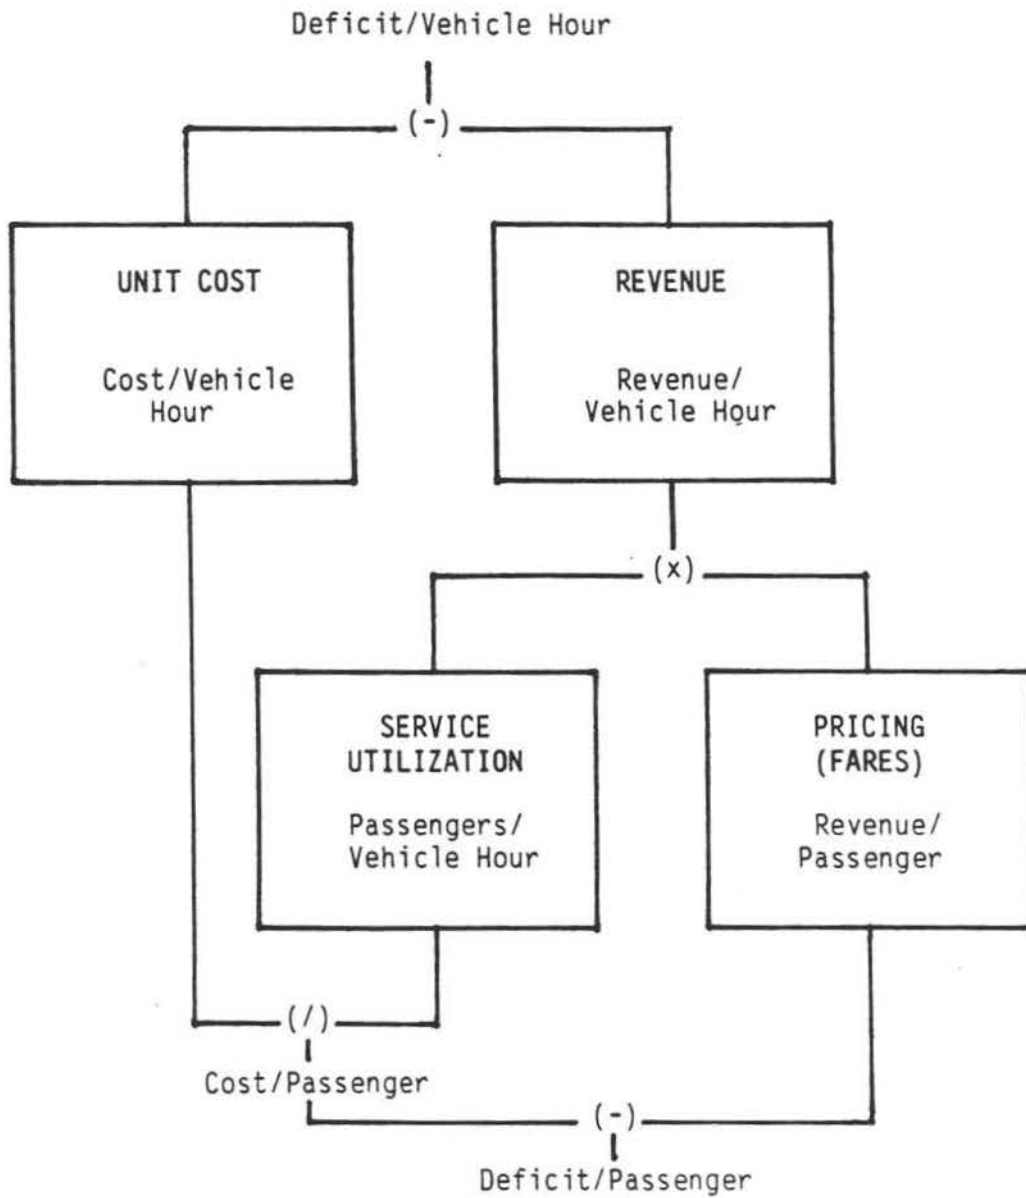 Deficit/Vehicle Hour
(-)
UNIT COST
Cost/Vehicle
Hour
REVENUE
Revenue/
Vehicle Hour
(x)
SERVICE
UTILIZATION
Passengers/
Vehicle Hour
PRICING
(FARES)
Revenue/
Passenger
(/)
Cost/Passenger
(-)
Deficit/Passenger